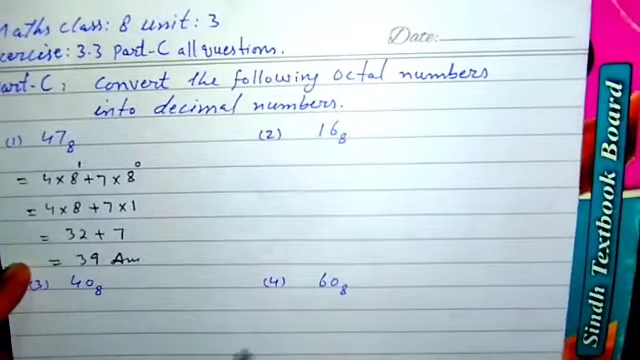 Maths class: 8 unit: 3
Exercise: 3.3 Part-C all questions.
Date:
Part-C: Convert the following octal numbers
into decimal numbers.
(1) 47₈ (2) 16₈
= 4×8¹+7×8⁰
= 4×8+7×1
= 32+7
= 39 Ans
(3) 40₈ (4) 60₈
Sindh Textbook Board